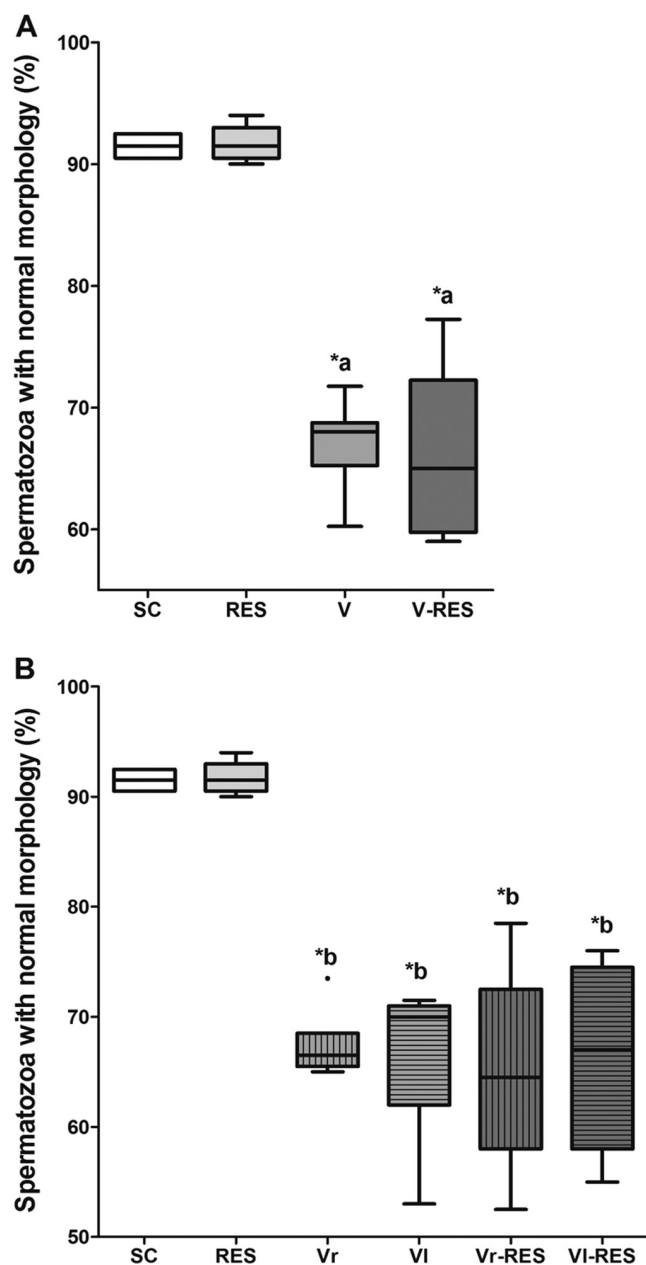 A
Spermatozoa with normal morphology (%)
100
90
80
70
60
*a
*a
SC RES V V-RES
B
Spermatozoa with normal morphology (%)
100
90
80
70
60
50
*b
*b
*b
*b
SC RES Vr Vl Vr-RES Vl-RES